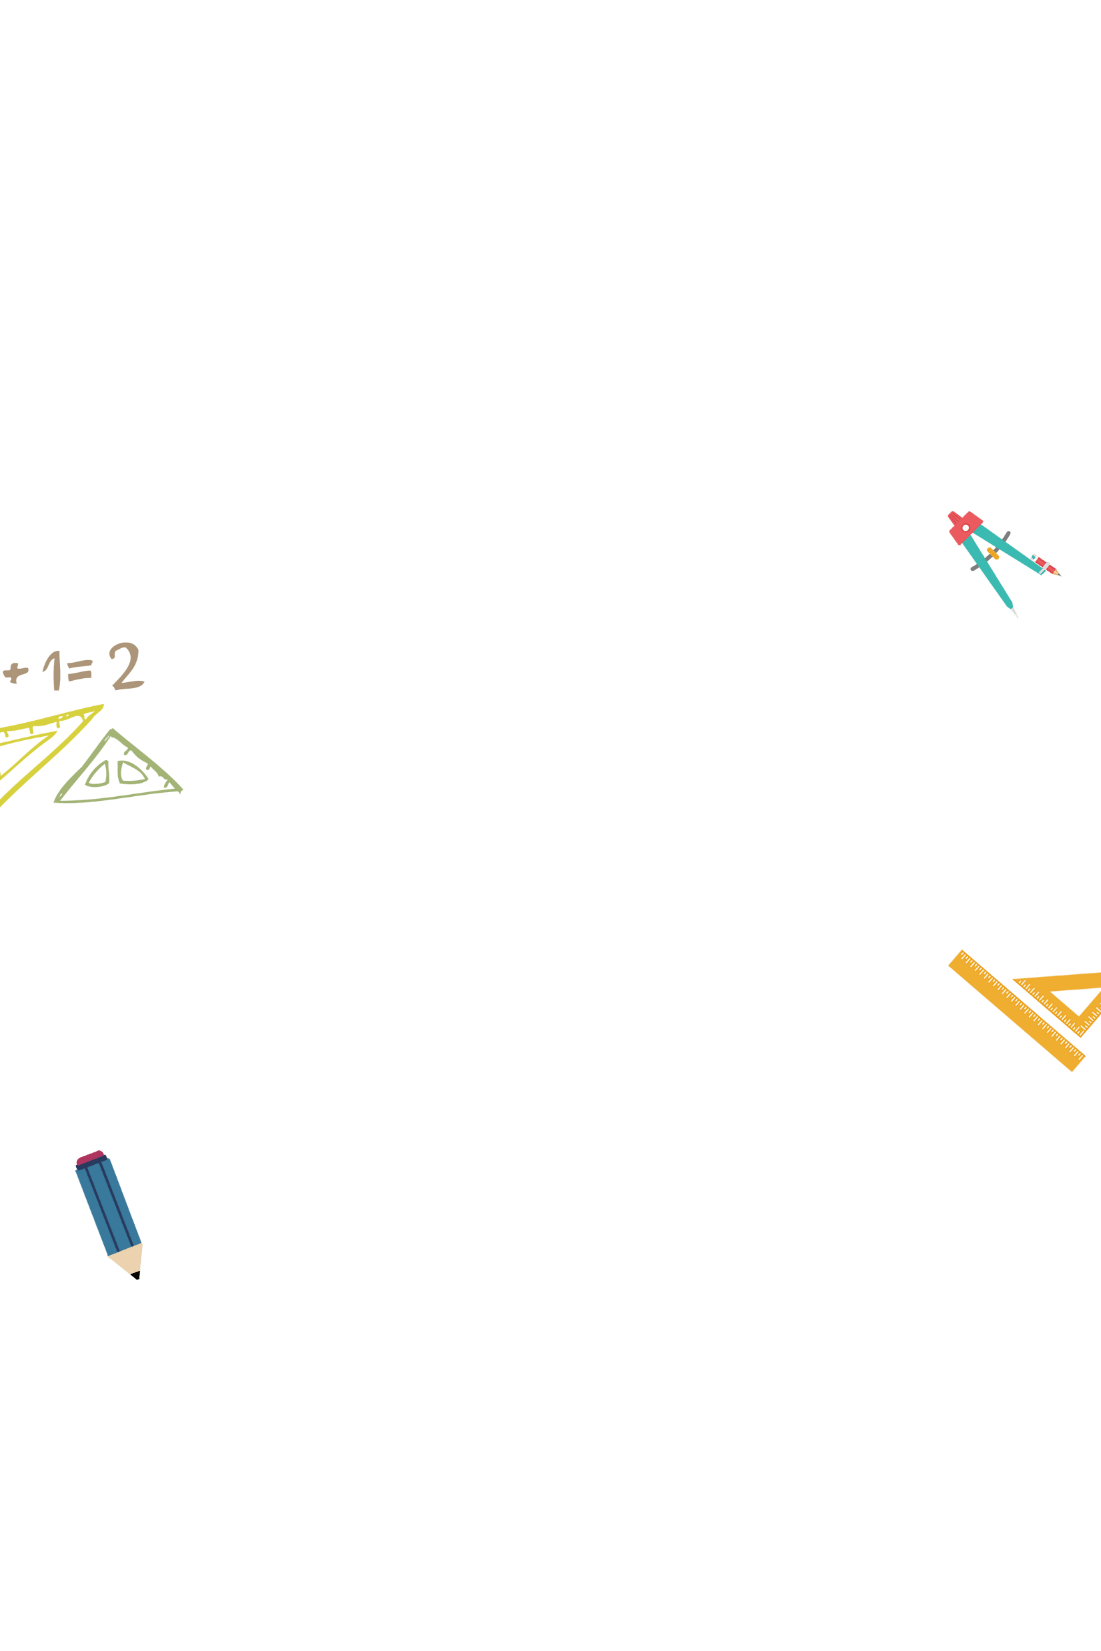 + 1 = 2